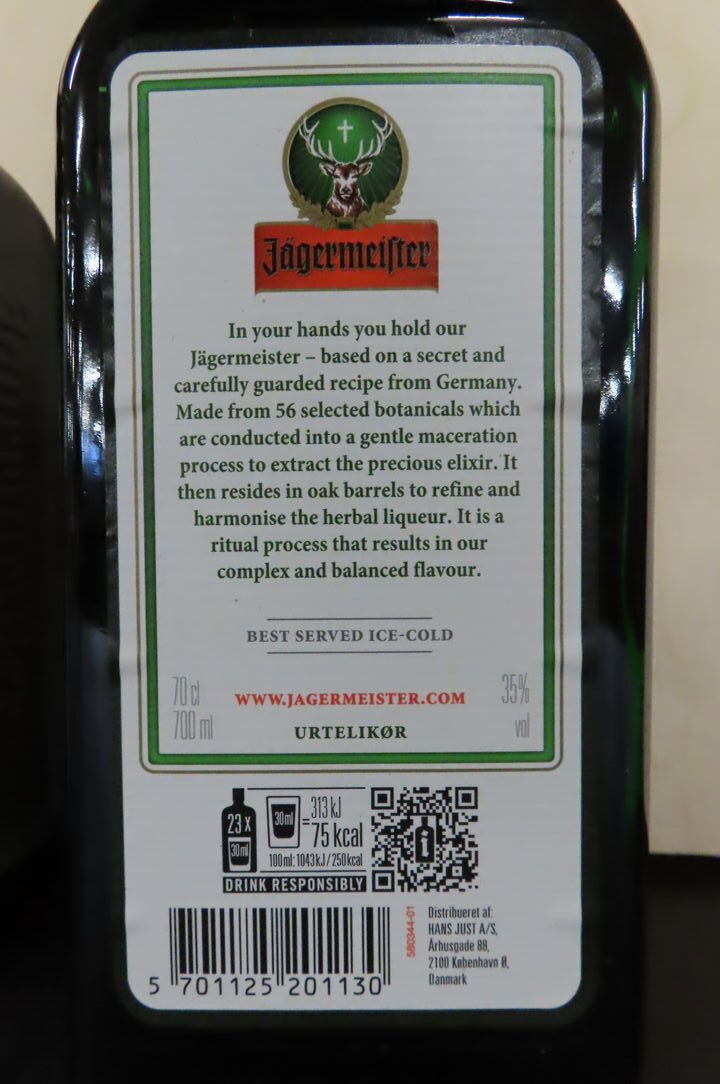 Jägermeister
In your hands you hold our
Jägermeister – based on a secret and
carefully guarded recipe from Germany.
Made from 56 selected botanicals which
are conducted into a gentle maceration
process to extract the precious elixir. It
then resides in oak barrels to refine and
harmonise the herbal liqueur. It is a
ritual process that results in our
complex and balanced flavour.
BEST SERVED ICE-COLD
70 cl
700 ml
WWW.JAGERMEISTER.COM
URTELIKØR
35%
vol
23 x
30ml
30ml
= 313 kJ
75 kcal
100ml: 1043 kJ / 250 kcal
DRINK RESPONSIBLY
i
5 701125 201130
580344-01
Distribueret af:
HANS JUST A/S,
Århusgade 88,
2100 København Ø,
Danmark